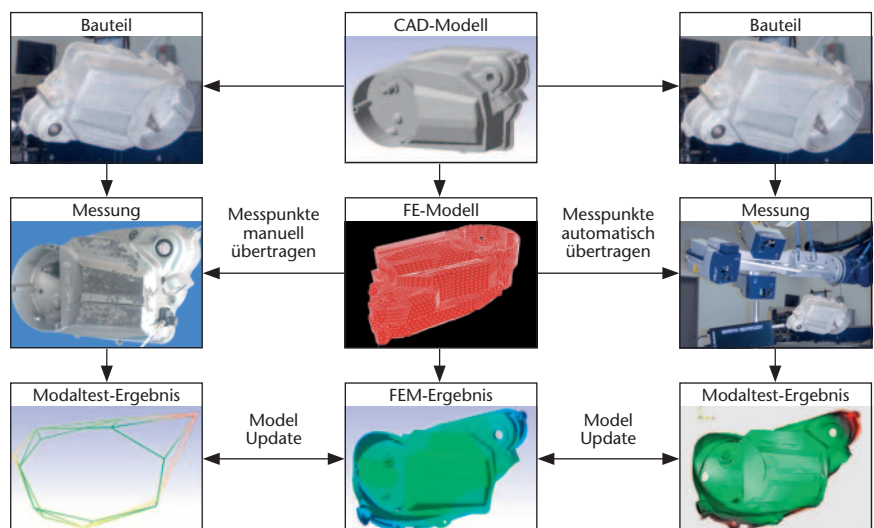 Bauteil
CAD-Modell
Bauteil
Messung
Messpunkte
manuell
übertragen
FE-Modell
Messpunkte
automatisch
übertragen
Messung
Modaltest-Ergebnis
Model
Update
FEM-Ergebnis
Model
Update
Modaltest-Ergebnis